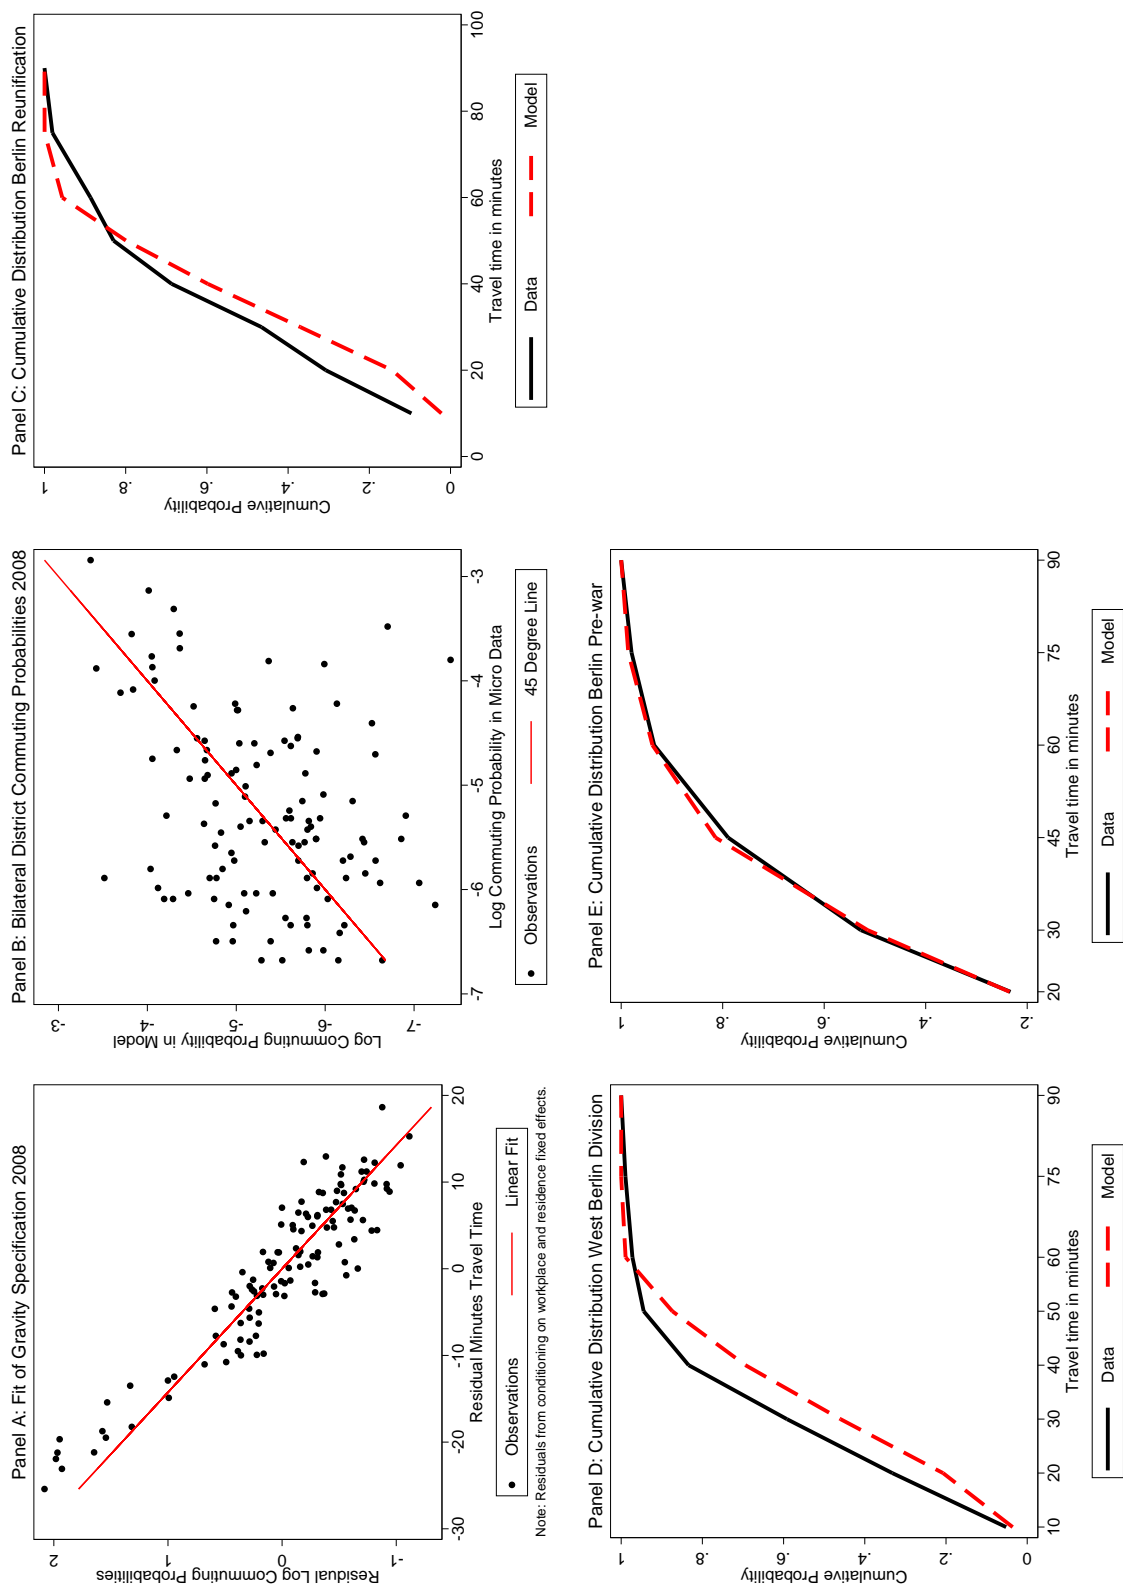 Panel A: Fit of Gravity Specification 2008
Residual Log Commuting Probabilities
2
1
0
-1
-30
-20
-10
0
10
20
Residual Minutes Travel Time
Observations
Linear Fit
Note: Residuals from conditioning on workplace and residence fixed effects.
Panel B: Bilateral District Commuting Probabilities 2008
Log Commuting Probability in Model
-3
-4
-5
-6
-7
-7
-6
-5
-4
-3
Log Commuting Probability in Micro Data
Observations
45 Degree Line
Panel C: Cumulative Distribution Berlin Reunification
Cumulative Probability
1
.8
.6
.4
.2
0
0
20
40
60
80
100
Travel time in minutes
Data
Model
Panel D: Cumulative Distribution West Berlin Division
Cumulative Probability
1
.8
.6
.4
.2
0
10
20
30
40
50
60
75
90
Travel time in minutes
Data
Model
Panel E: Cumulative Distribution Berlin Pre-war
Cumulative Probability
1
.8
.6
.4
.2
20
30
45
60
75
90
Travel time in minutes
Data
Model